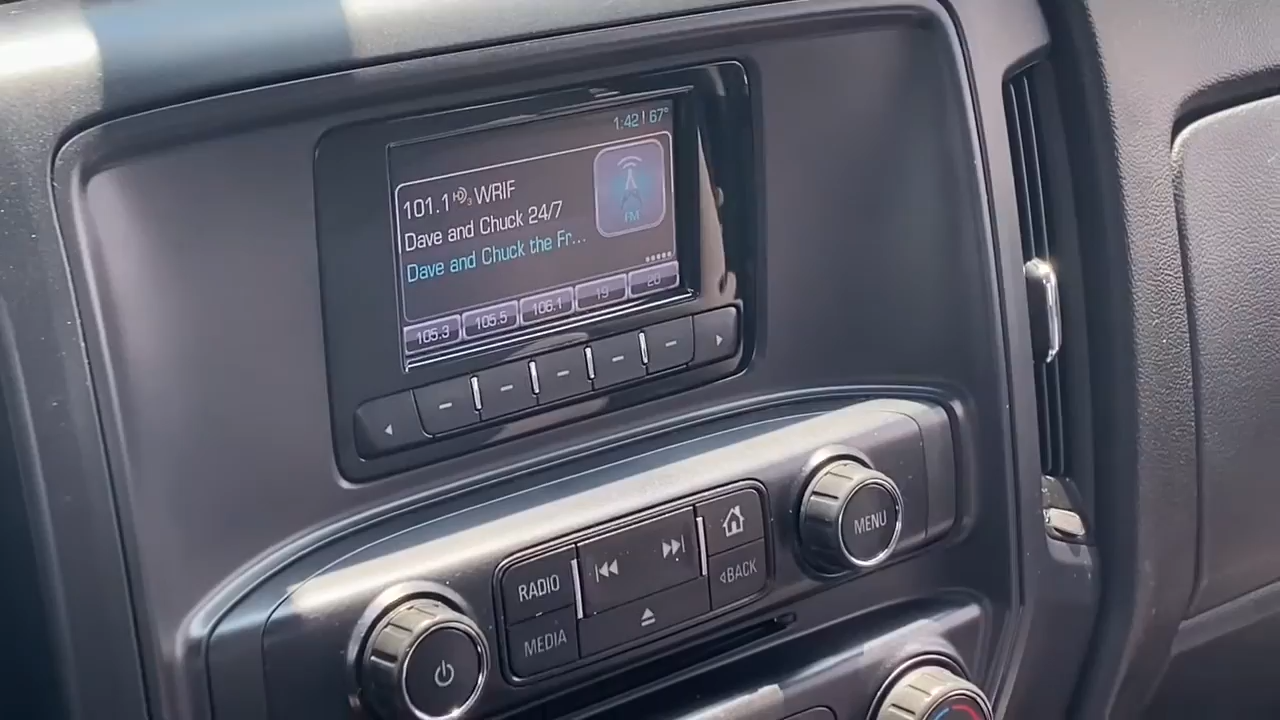 1:42 | 67°
101.1 HD3 WRIF
Dave and Chuck 24/7
Dave and Chuck the Fr...
FM
105.3 105.5 106.1 19 20
MENU
RADIO
BACK
MEDIA